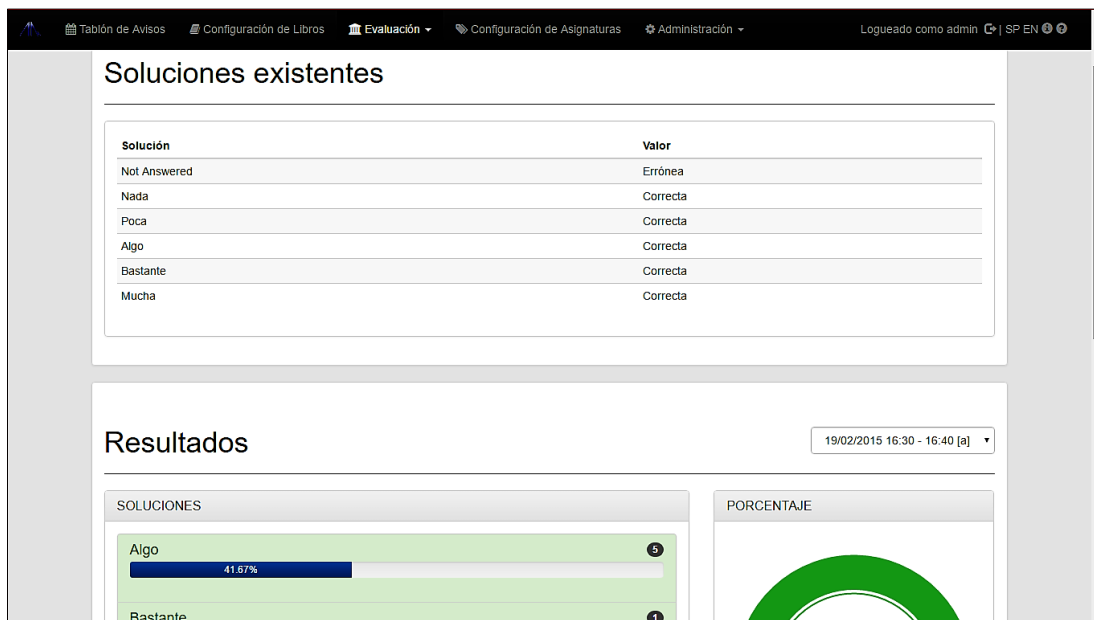 Tablón de Avisos Configuración de Libros Evaluación Configuración de Asignaturas Administración Logueado como admin | SP EN
Soluciones existentes
Solución Valor
Not Answered Errónea
Nada Correcta
Poca Correcta
Algo Correcta
Bastante Correcta
Mucha Correcta
Resultados 19/02/2015 16:30 - 16:40 [a]
SOLUCIONES PORCENTAJE
Algo 5
41.67%
Bastante 1